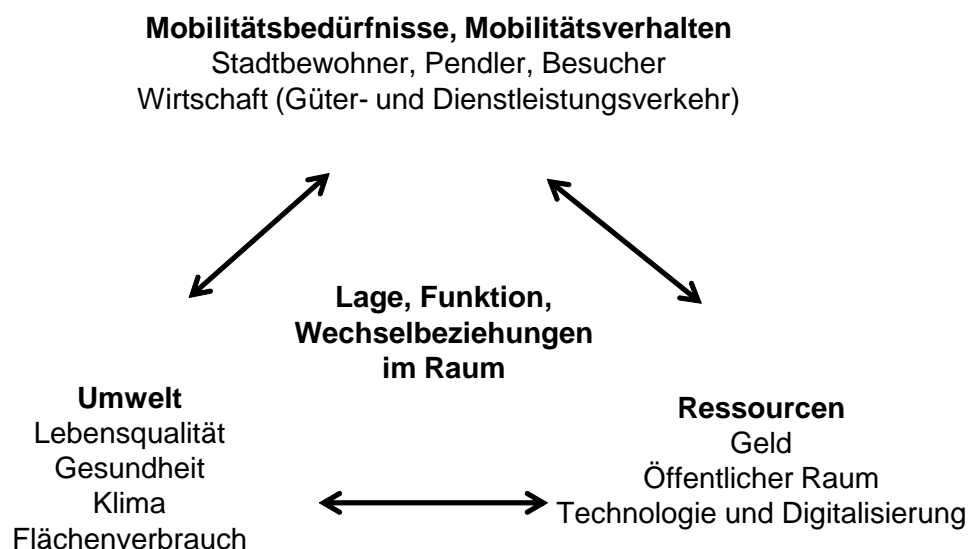 Mobilitätsbedürfnisse, Mobilitätsverhalten
Stadtbewohner, Pendler, Besucher
Wirtschaft (Güter- und Dienstleistungsverkehr)
Lage, Funktion,
Wechselbeziehungen
im Raum
Umwelt
Lebensqualität
Gesundheit
Klima
Flächenverbrauch
Ressourcen
Geld
Öffentlicher Raum
Technologie und Digitalisierung